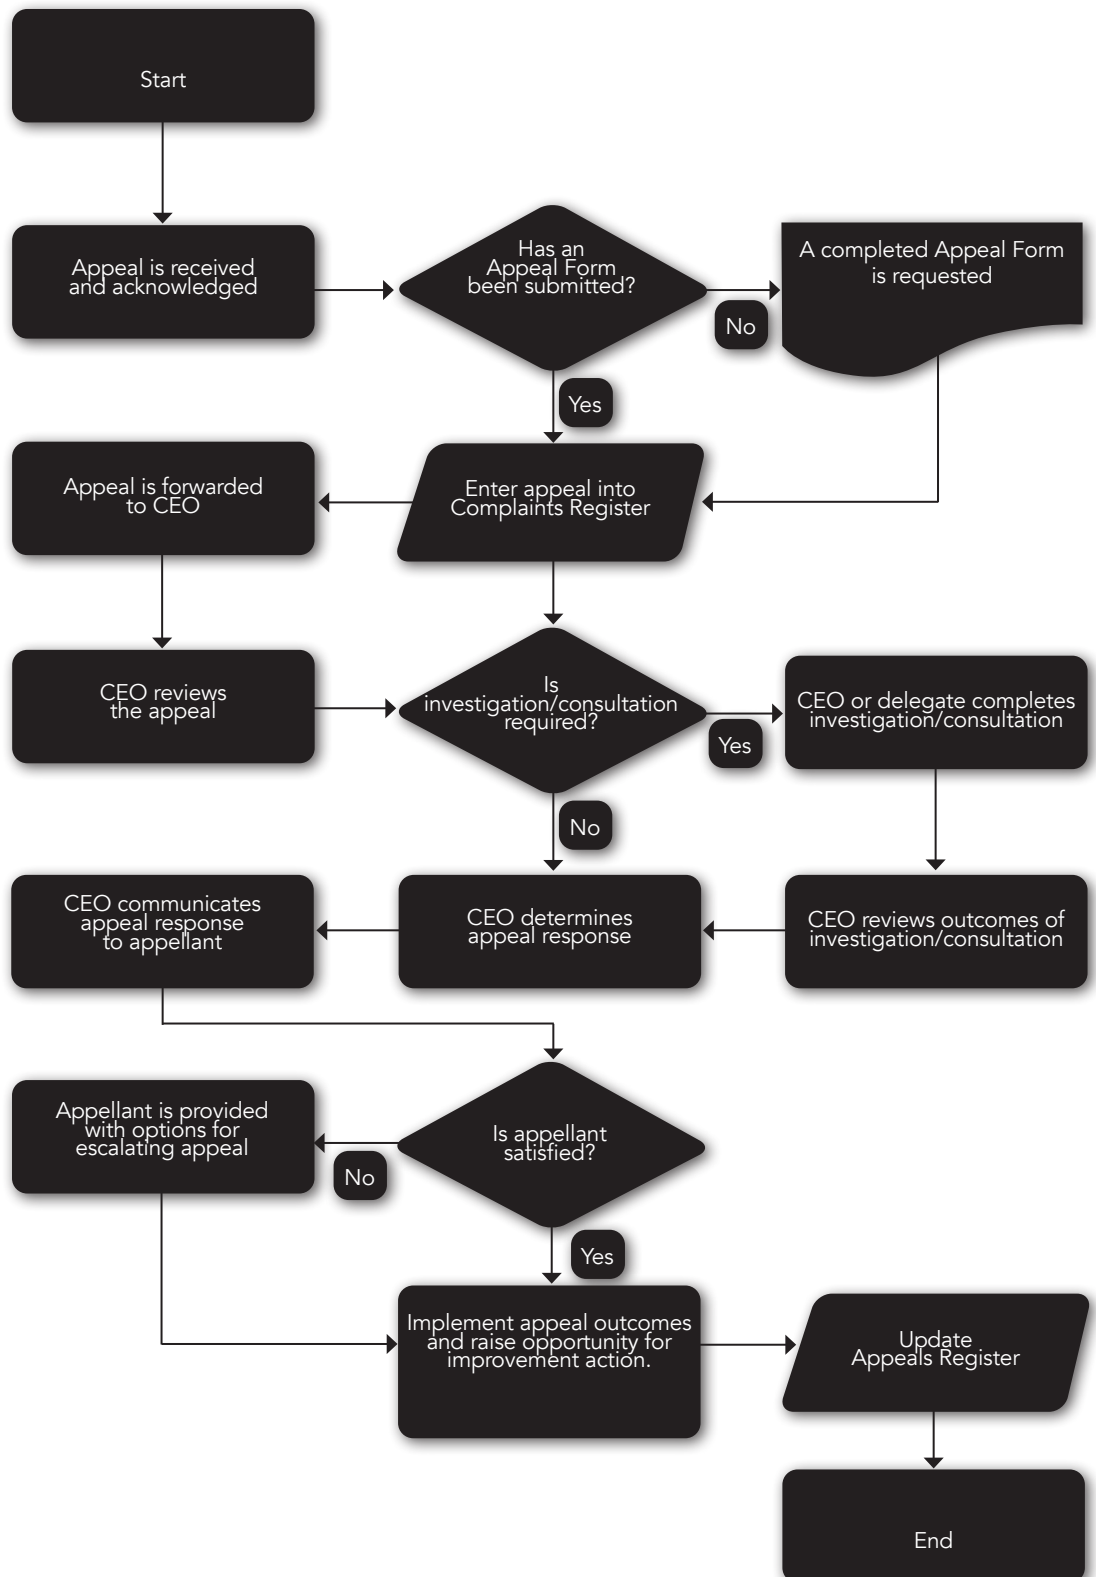 Start
Appeal is received
and acknowledged
Has an
Appeal Form
been submitted?
No
A completed Appeal Form
is requested
Yes
Appeal is forwarded
to CEO
Enter appeal into
Complaints Register
CEO reviews
the appeal
Is
investigation/consultation
required?
Yes
CEO or delegate completes
investigation/consultation
No
CEO communicates
appeal response
to appellant
CEO determines
appeal response
CEO reviews outcomes of
investigation/consultation
Appellant is provided
with options for
escalating appeal
No
Is appellant
satisfied?
Yes
Implement appeal outcomes
and raise opportunity for
improvement action.
Update
Appeals Register
End